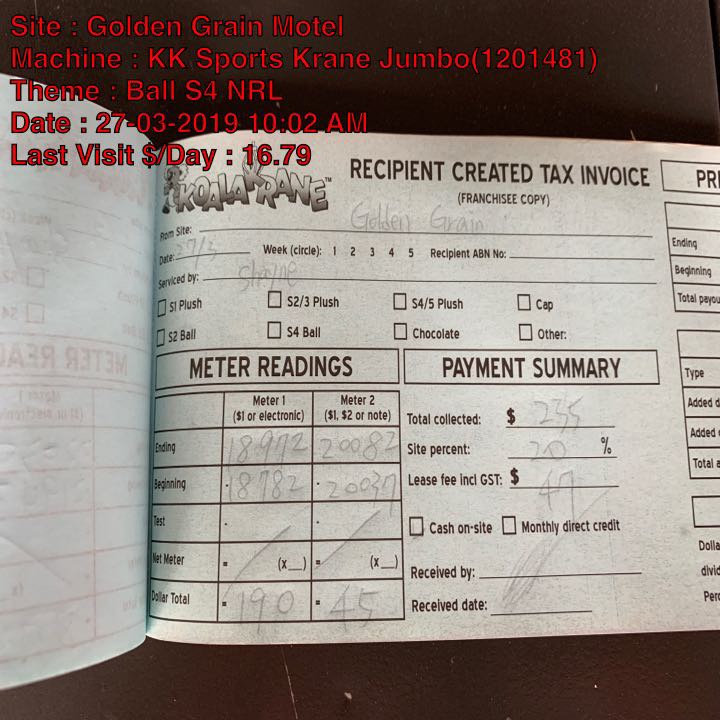 Site : Golden Grain Motel
Machine : KK Sports Krane Jumbo(1201481)
Theme : Ball S4 NRL
Date : 27-03-2019 10:02 AM
Last Visit $/Day : 16.79
KOALA KRANE™
RECIPIENT CREATED TAX INVOICE
(FRANCHISEE COPY)
From Site: Golden Grain
Date: 27/3 Week (circle): 1 2 3 4 5 Recipient ABN No:
Serviced by: Shayne
S1 Plush S2/3 Plush S4/5 Plush Cap
S2 Ball S4 Ball Chocolate Other:
METER READINGS
Meter 1 Meter 2
($1 or electronic) ($1, $2 or note)
Ending 18972 20082
Beginning - 18782 - 20037
Test - -
Net Meter = (x__) = (x__)
Dollar Total = 190 = 45
PAYMENT SUMMARY
Total collected: $ 235
Site percent: 20 %
Lease fee incl GST: $ 47
Cash on-site Monthly direct credit
Received by:
Received date:
PRI
Ending
Beginning
Total payou
Type
Added d
Added
Total a
Dolla
divid
Perc